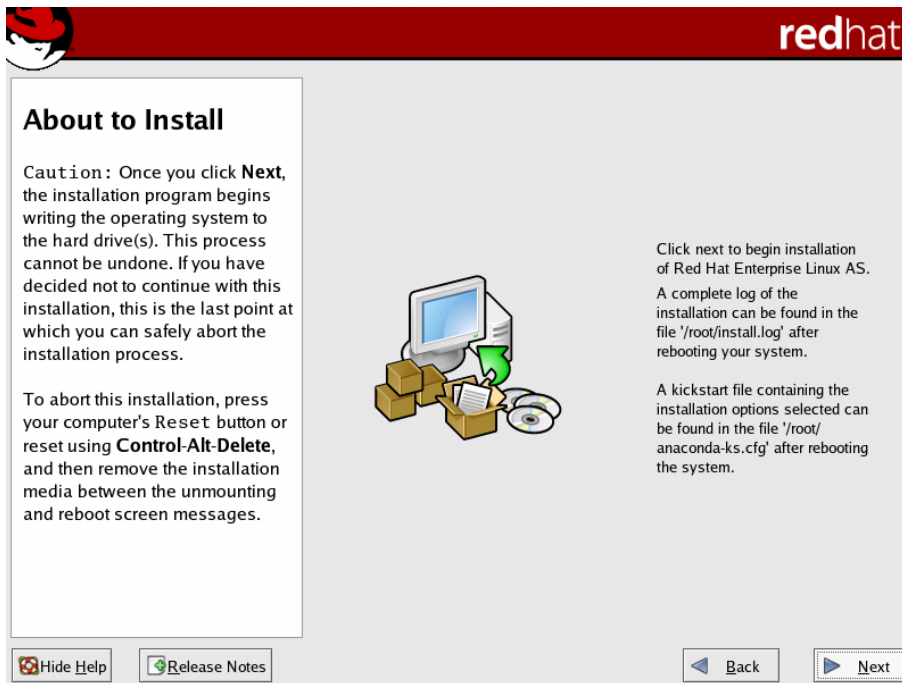 redhat
About to Install
Caution: Once you click Next,
the installation program begins
writing the operating system to
the hard drive(s). This process
cannot be undone. If you have
decided not to continue with this
installation, this is the last point at
which you can safely abort the
installation process.
To abort this installation, press
your computer's Reset button or
reset using Control-Alt-Delete,
and then remove the installation
media between the unmounting
and reboot screen messages.
Click next to begin installation
of Red Hat Enterprise Linux AS.
A complete log of the
installation can be found in the
file '/root/install.log' after
rebooting your system.
A kickstart file containing the
installation options selected can
be found in the file '/root/
anaconda-ks.cfg' after rebooting
the system.
Hide Help
Release Notes
Back
Next